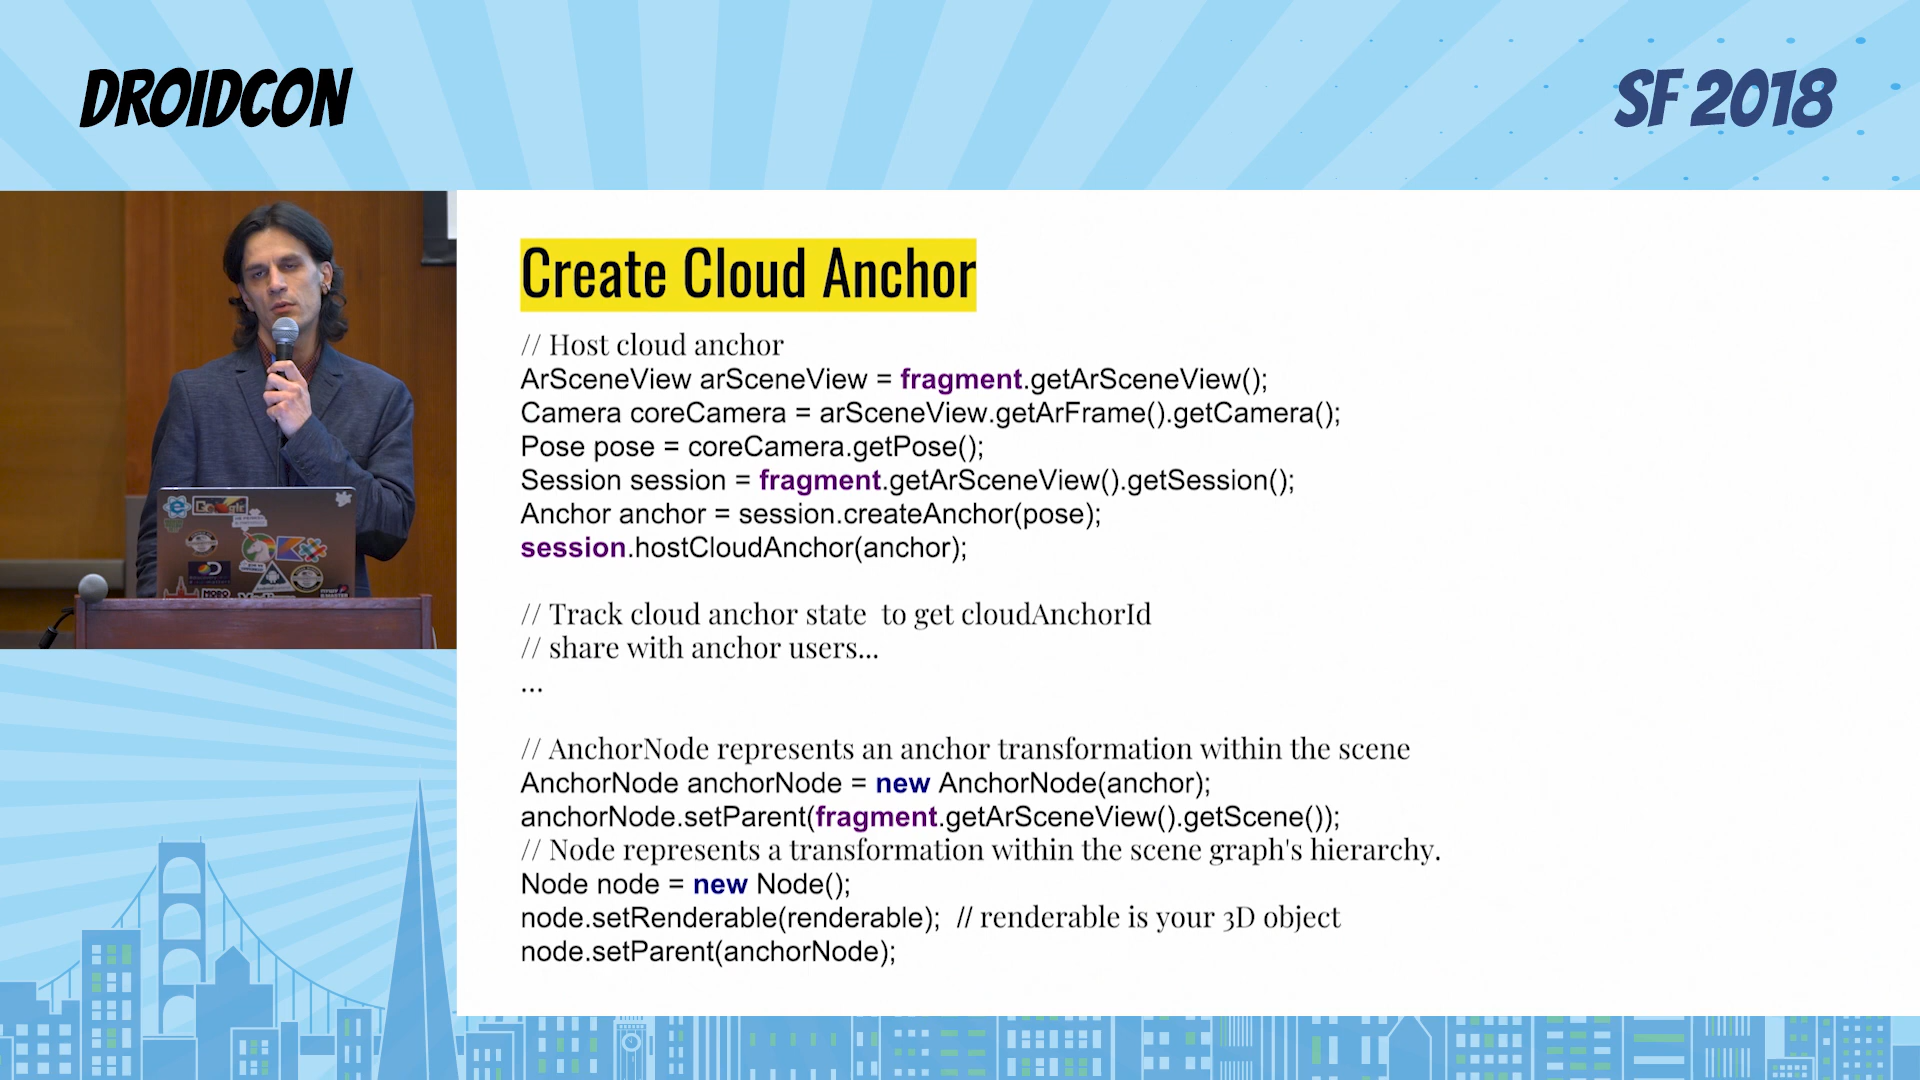 DROIDCON
SF 2018
Create Cloud Anchor
// Host cloud anchor
ArSceneView arSceneView = fragment.getArSceneView();
Camera coreCamera = arSceneView.getArFrame().getCamera();
Pose pose = coreCamera.getPose();
Session session = fragment.getArSceneView().getSession();
Anchor anchor = session.createAnchor(pose);
session.hostCloudAnchor(anchor);
// Track cloud anchor state  to get cloudAnchorId
// share with anchor users...
...
// AnchorNode represents an anchor transformation within the scene
AnchorNode anchorNode = new AnchorNode(anchor);
anchorNode.setParent(fragment.getArSceneView().getScene());
// Node represents a transformation within the scene graph's hierarchy.
Node node = new Node();
node.setRenderable(renderable);  // renderable is your 3D object
node.setParent(anchorNode);
Google